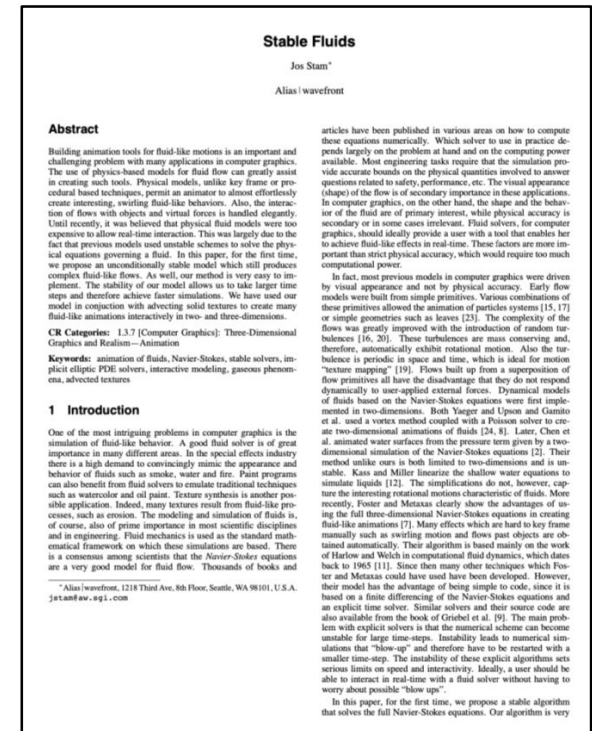 Stable Fluids
Jos Stam*
Alias | wavefront
Abstract
Building animation tools for fluid-like motions is an important and
challenging problem with many applications in computer graphics.
The use of physics-based models for fluid flow can greatly assist
in creating such tools. Physical models, unlike key frame or pro-
cedural based techniques, permit an animator to almost effortlessly
create interesting, swirling fluid-like behaviors. Also, the interac-
tion of flows with objects and virtual forces is handled elegantly.
Until recently, it was believed that physical fluid models were too
expensive to allow real-time interaction. This was largely due to the
fact that previous models used unstable schemes to solve the phys-
ical equations governing a fluid. In this paper, for the first time,
we propose an unconditionally stable model which still produces
complex fluid-like flows. As well, our method is very easy to im-
plement. The stability of our model allows us to take larger time
steps and therefore achieve faster simulations. We have used our
model in conjuction with advecting solid textures to create many
fluid-like animations interactively in two- and three-dimensions.
CR Categories: I.3.7 [Computer Graphics]: Three-Dimensional
Graphics and Realism—Animation
Keywords: animation of fluids, Navier-Stokes, stable solvers, im-
plicit elliptic PDE solvers, interactive modeling, gaseous phenom-
ena, advected textures
1 Introduction
One of the most intriguing problems in computer graphics is the
simulation of fluid-like behavior. A good fluid solver is of great
importance in many different areas. In the special effects industry
there is a high demand to convincingly mimic the appearance and
behavior of fluids such as smoke, water and fire. Paint programs
can also benefit from fluid solvers to emulate traditional techniques
such as watercolor and oil paint. Texture synthesis is another pos-
sible application. Indeed, many textures result from fluid-like pro-
cesses, such as erosion. The modeling and simulation of fluids is,
of course, also of prime importance in most scientific disciplines
and in engineering. Fluid mechanics is used as the standard math-
ematical framework on which these simulations are based. There
is a consensus among scientists that the Navier-Stokes equations
are a very good model for fluid flow. Thousands of books and
*Alias | wavefront, 1218 Third Ave, 8th Floor, Seattle, WA 98101, U.S.A.
jstam@aw.sgi.com
articles have been published in various areas on how to compute
these equations numerically. Which solver to use in practice de-
pends largely on the problem at hand and on the computing power
available. Most engineering tasks require that the simulation pro-
vide accurate bounds on the physical quantities involved to answer
questions related to safety, performance, etc. The visual appearance
(shape) of the flow is of secondary importance in these applications.
In computer graphics, on the other hand, the shape and the behav-
ior of the fluid are of primary interest, while physical accuracy is
secondary or in some cases irrelevant. Fluid solvers, for computer
graphics, should ideally provide a user with a tool that enables her
to achieve fluid-like effects in real-time. These factors are more im-
portant than strict physical accuracy, which would require too much
computational power.
In fact, most previous models in computer graphics were driven
by visual appearance and not by physical accuracy. Early flow
models were built from simple primitives. Various combinations of
these primitives allowed the animation of particles systems [15, 17]
or simple geometries such as leaves [23]. The complexity of the
flows was greatly improved with the introduction of random tur-
bulences [16, 20]. These turbulences are mass conserving and,
therefore, automatically exhibit rotational motion. Also the tur-
bulence is periodic in space and time, which is ideal for motion
"texture mapping" [19]. Flows built up from a superposition of
flow primitives all have the disadvantage that they do not respond
dynamically to user-applied external forces. Dynamical models
of fluids based on the Navier-Stokes equations were first imple-
mented in two-dimensions. Both Yaeger and Upson and Gamito
et al. used a vortex method coupled with a Poisson solver to cre-
ate two-dimensional animations of fluids [24, 8]. Later, Chen et
al. animated water surfaces from the pressure term given by a two-
dimensional simulation of the Navier-Stokes equations [2]. Their
method unlike ours is both limited to two-dimensions and is un-
stable. Kass and Miller linearize the shallow water equations to
simulate liquids [12]. The simplifications do not, however, cap-
ture the interesting rotational motions characteristic of fluids. More
recently, Foster and Metaxas clearly show the advantages of us-
ing the full three-dimensional Navier-Stokes equations in creating
fluid-like animations [7]. Many effects which are hard to key frame
manually such as swirling motion and flows past objects are ob-
tained automatically. Their algorithm is based mainly on the work
of Harlow and Welch in computational fluid dynamics, which dates
back to 1965 [11]. Since then many other techniques which Fos-
ter and Metaxas could have used have been developed. However,
their model has the advantage of being simple to code, since it is
based on a finite differencing of the Navier-Stokes equations and
an explicit time solver. Similar solvers and their source code are
also available from the book of Griebel et al. [9]. The main prob-
lem with explicit solvers is that the numerical scheme can become
unstable for large time-steps. Instability leads to numerical sim-
ulations that "blow-up" and therefore have to be restarted with a
smaller time-step. The instability of these explicit algorithms sets
serious limits on speed and interactivity. Ideally, a user should be
able to interact in real-time with a fluid solver without having to
worry about possible "blow ups".
In this paper, for the first time, we propose a stable algorithm
that solves the full Navier-Stokes equations. Our algorithm is very